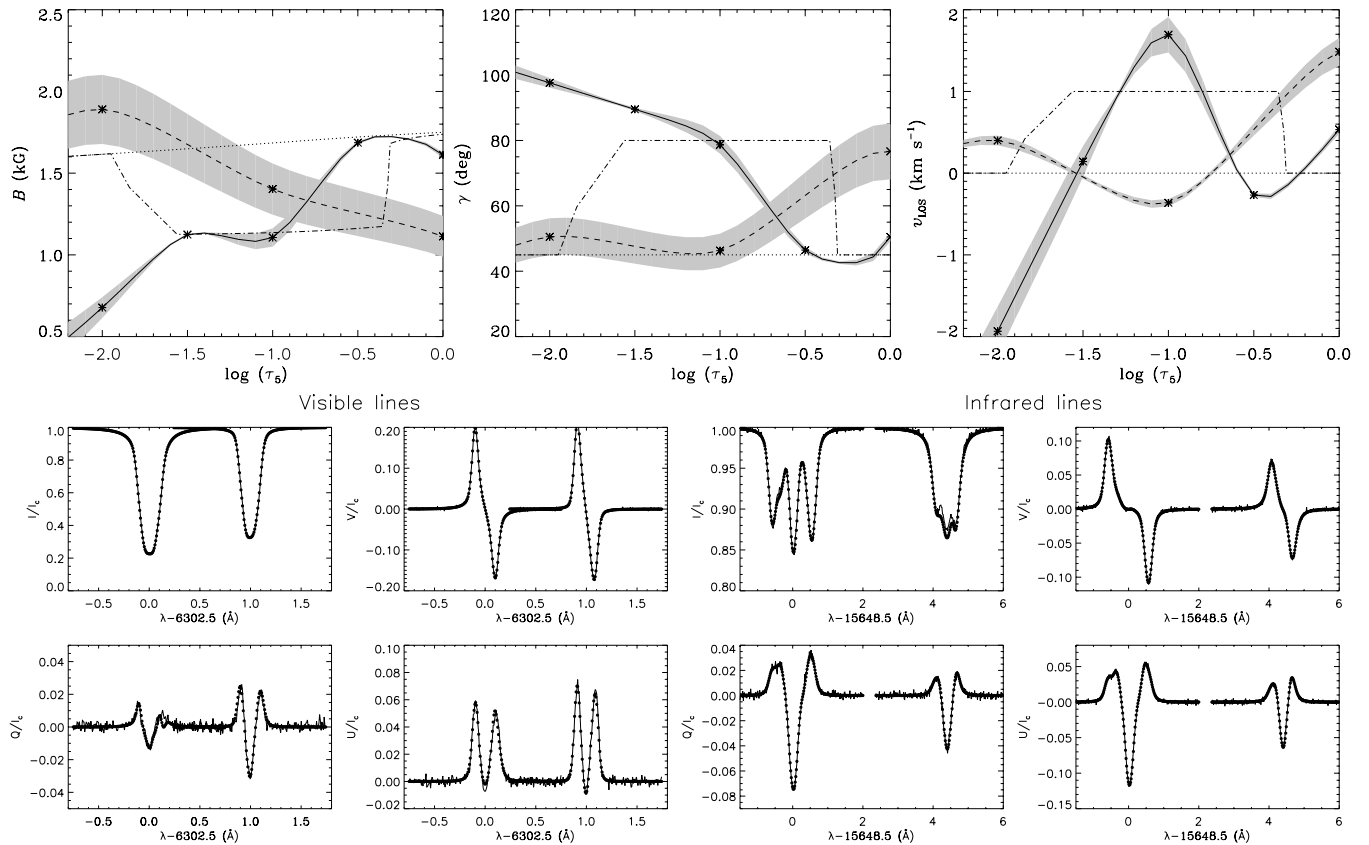 2.5
2.0
1.5
1.0
0.5
B (kG)
−2.0 −1.5 −1.0 −0.5 0.0
log (τ5)
120
100
80
60
40
20
γ (deg)
−2.0 −1.5 −1.0 −0.5 0.0
log (τ5)
2
1
0
−1
−2
vLOS (km s−1)
−2.0 −1.5 −1.0 −0.5 0.0
log (τ5)
Visible lines
Infrared lines
1.0
0.8
0.6
0.4
0.2
0.0
I/Ic
−0.5 0.0 0.5 1.0 1.5
λ−6302.5 (Å)
0.20
0.10
0.00
−0.10
−0.20
V/Ic
−0.5 0.0 0.5 1.0 1.5
λ−6302.5 (Å)
1.00
0.95
0.90
0.85
0.80
I/Ic
0 2 4 6
λ−15648.5 (Å)
0.10
0.05
0.00
−0.05
−0.10
V/Ic
0 2 4 6
λ−15648.5 (Å)
0.04
0.02
0.00
−0.02
−0.04
Q/Ic
−0.5 0.0 0.5 1.0 1.5
λ−6302.5 (Å)
0.10
0.08
0.06
0.04
0.02
0.00
−0.02
U/Ic
−0.5 0.0 0.5 1.0 1.5
λ−6302.5 (Å)
0.04
0.02
0.00
−0.02
−0.04
−0.06
−0.08
Q/Ic
0 2 4 6
λ−15648.5 (Å)
0.05
−0.00
−0.05
−0.10
−0.15
U/Ic
0 2 4 6
λ−15648.5 (Å)